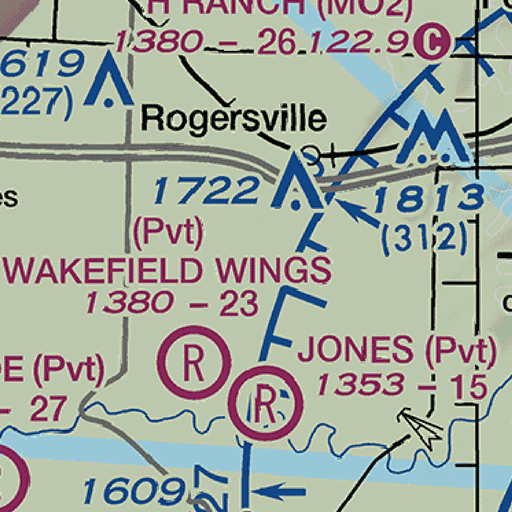 H RANCH (MO2)
1380 - 26 122.9 C
619
227)
Rogersville
1722
1813
(312)
es
(Pvt)
WAKEFIELD WINGS
1380 - 23
R
JONES (Pvt)
1353 - 15
DE (Pvt)
- 27
R
1609
27